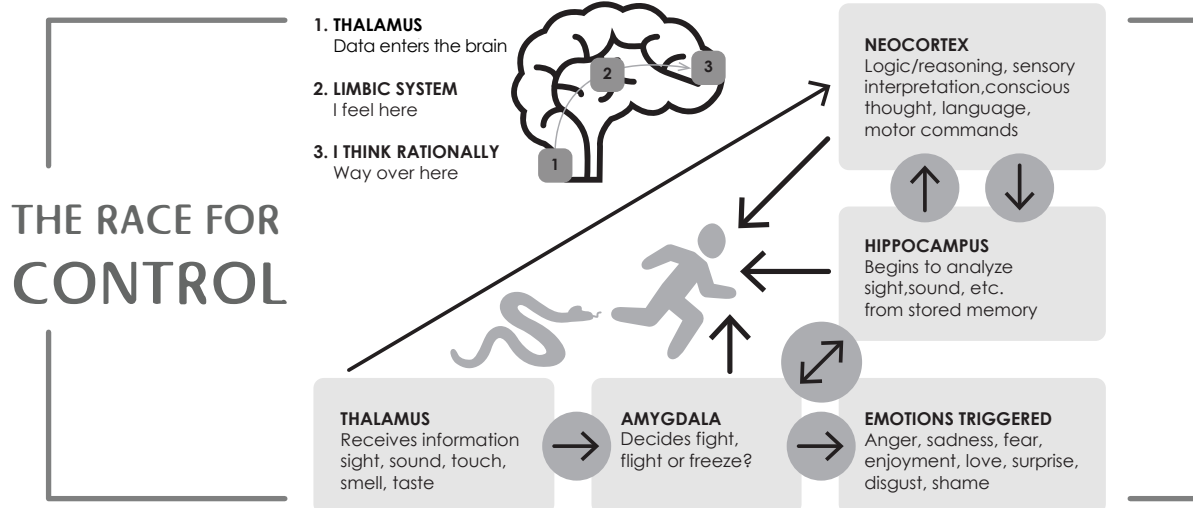 THE RACE FOR
CONTROL
1. THALAMUS
Data enters the brain
2. LIMBIC SYSTEM
I feel here
3. I THINK RATIONALLY
Way over here
1
2
3
NEOCORTEX
Logic/reasoning, sensory
interpretation,conscious
thought, language,
motor commands
HIPPOCAMPUS
Begins to analyze
sight,sound, etc.
from stored memory
THALAMUS
Receives information
sight, sound, touch,
smell, taste
AMYGDALA
Decides fight,
flight or freeze?
EMOTIONS TRIGGERED
Anger, sadness, fear,
enjoyment, love, surprise,
disgust, shame